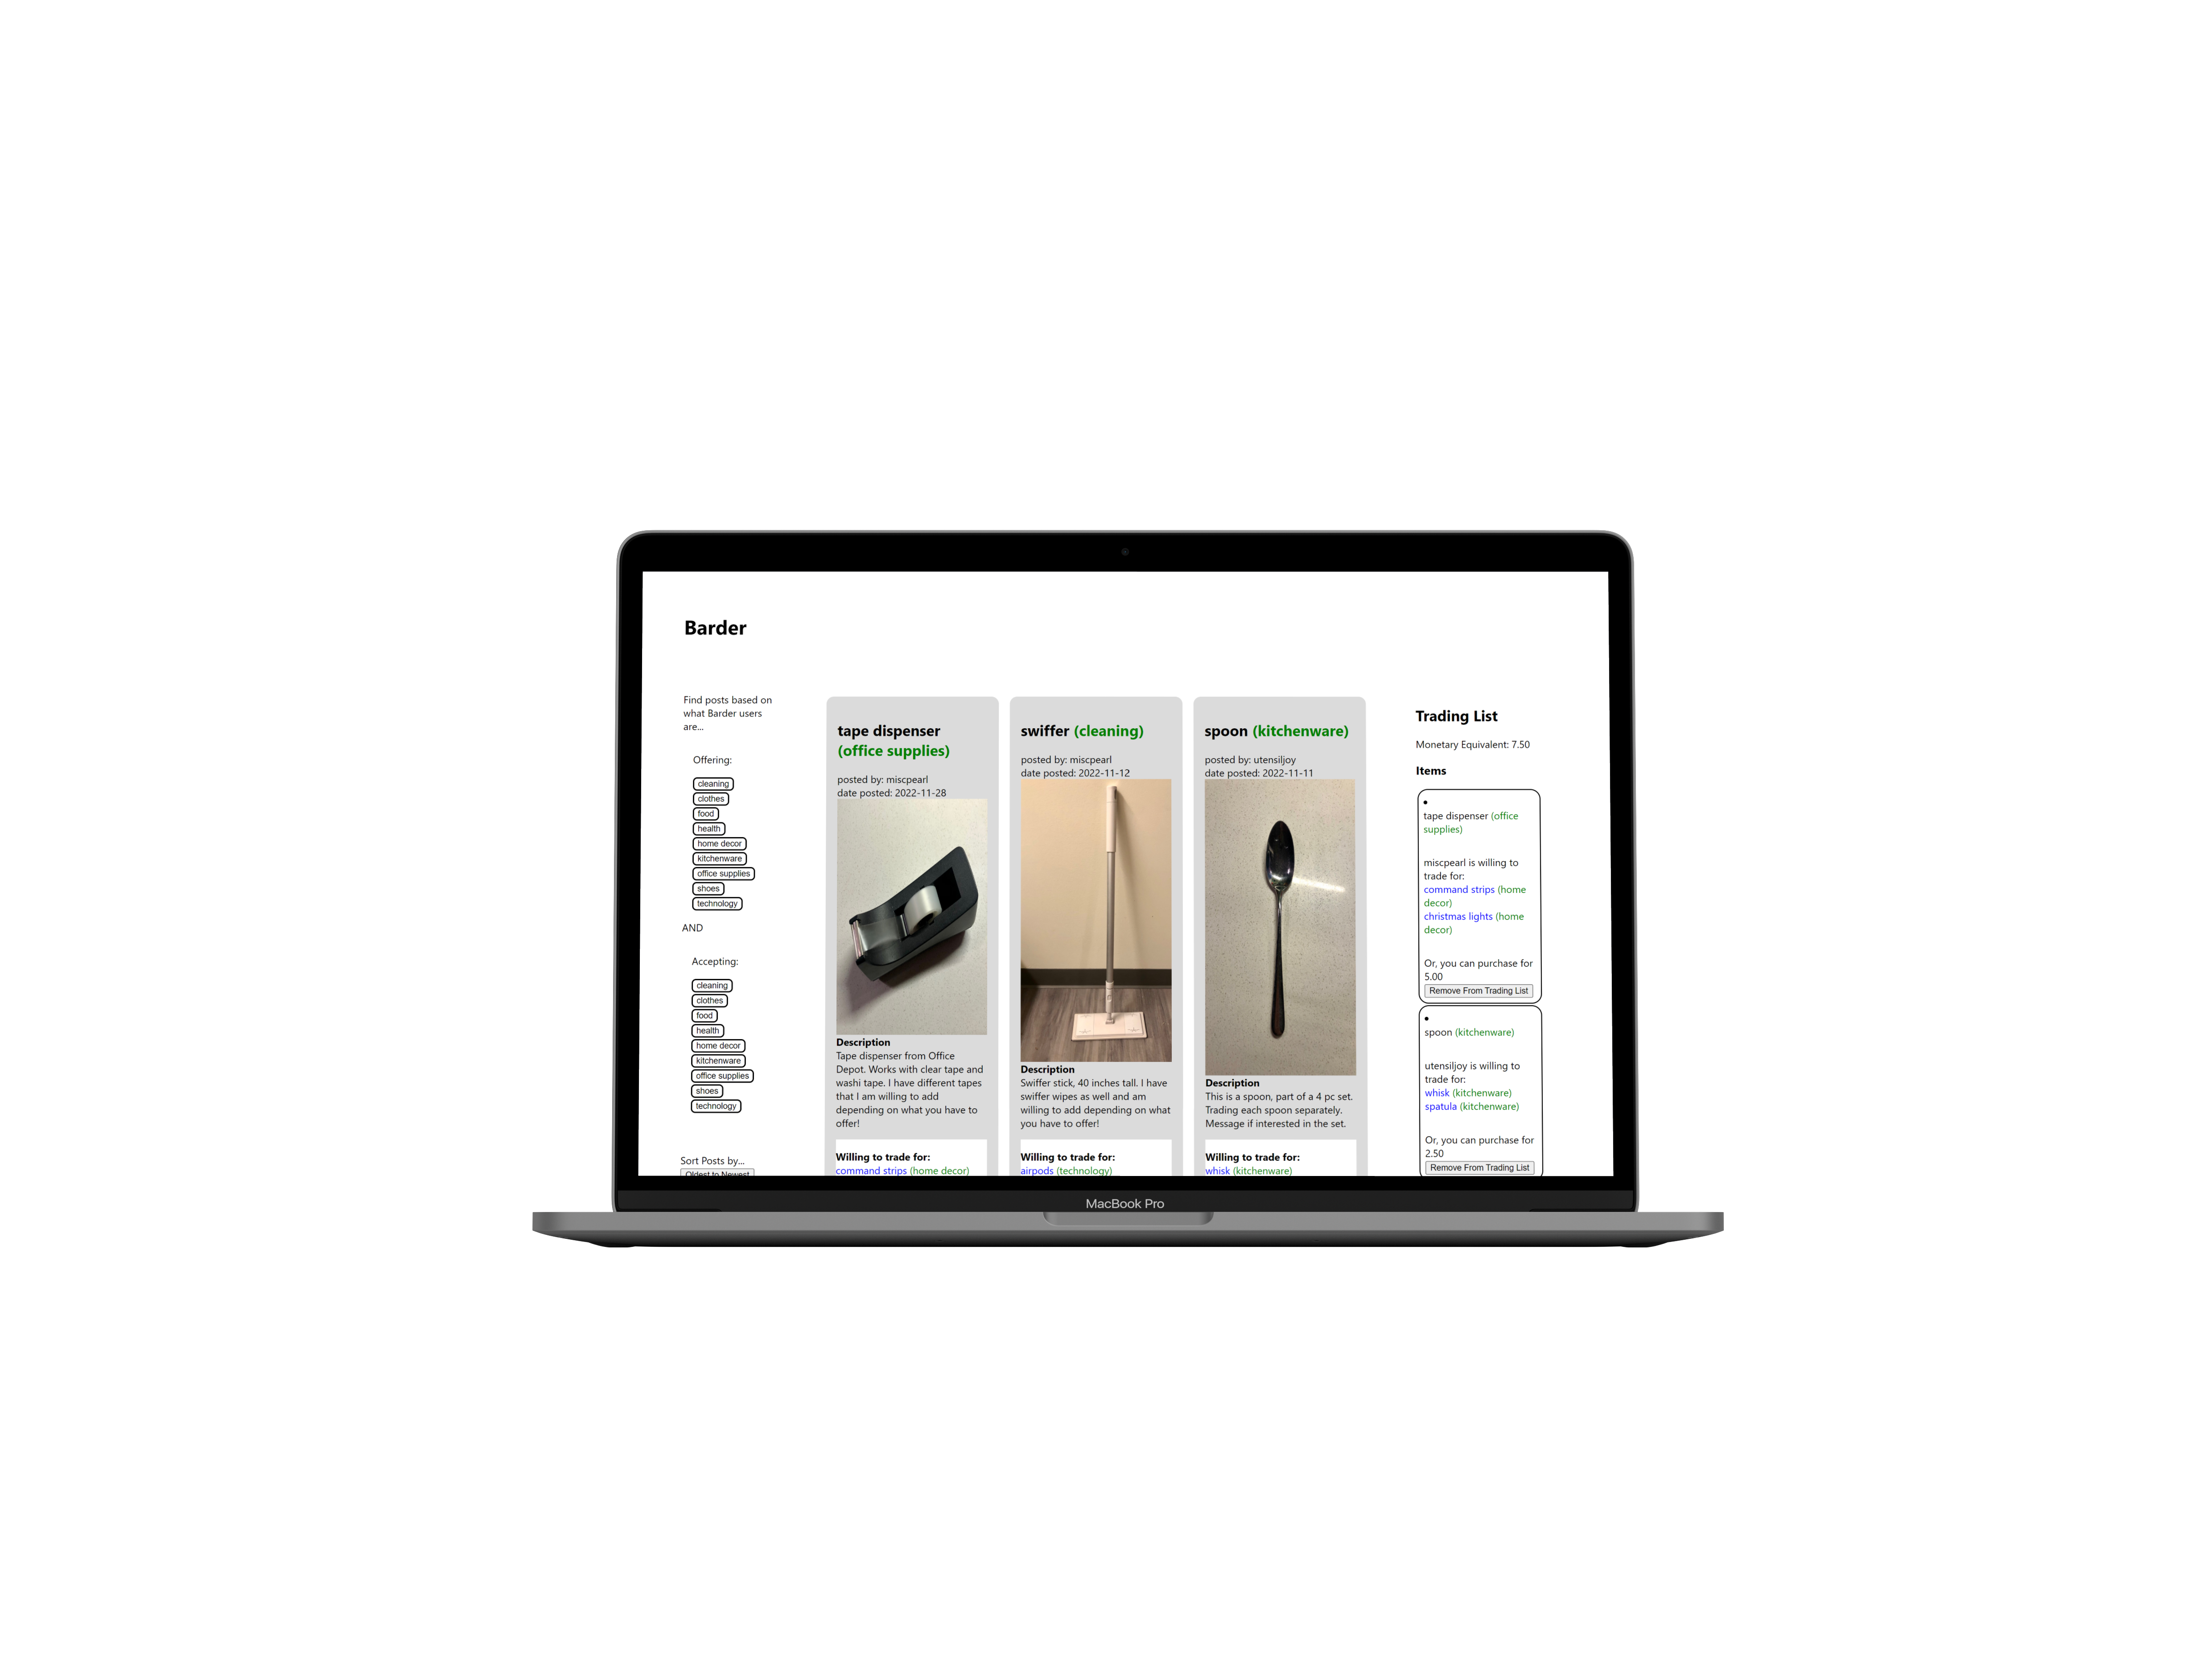 Barder
Find posts based on
what Barder users
are...
Offering:
cleaning
clothes
food
health
home decor
kitchenware
office supplies
shoes
technology
AND
Accepting:
cleaning
clothes
food
health
home decor
kitchenware
office supplies
shoes
technology
Sort Posts by...
Oldest to Newest
tape dispenser
(office supplies)
posted by: miscpearl
date posted: 2022-11-28
Description
Tape dispenser from Office
Depot. Works with clear tape and
washi tape. I have different tapes
that I am willing to add
depending on what you have to
offer!
Willing to trade for:
command strips (home decor)
swiffer (cleaning)
posted by: miscpearl
date posted: 2022-11-12
Description
Swiffer stick, 40 inches tall. I have
swiffer wipes as well and am
willing to add depending on what
you have to offer!
Willing to trade for:
airpods (technology)
spoon (kitchenware)
posted by: utensiljoy
date posted: 2022-11-11
Description
This is a spoon, part of a 4 pc set.
Trading each spoon separately.
Message if interested in the set.
Willing to trade for:
whisk (kitchenware)
Trading List
Monetary Equivalent: 7.50
Items
tape dispenser (office
supplies)
miscpearl is willing to
trade for:
command strips (home
decor)
christmas lights (home
decor)
Or, you can purchase for
5.00
Remove From Trading List
spoon (kitchenware)
utensiljoy is willing to
trade for:
whisk (kitchenware)
spatula (kitchenware)
Or, you can purchase for
2.50
Remove From Trading List
MacBook Pro